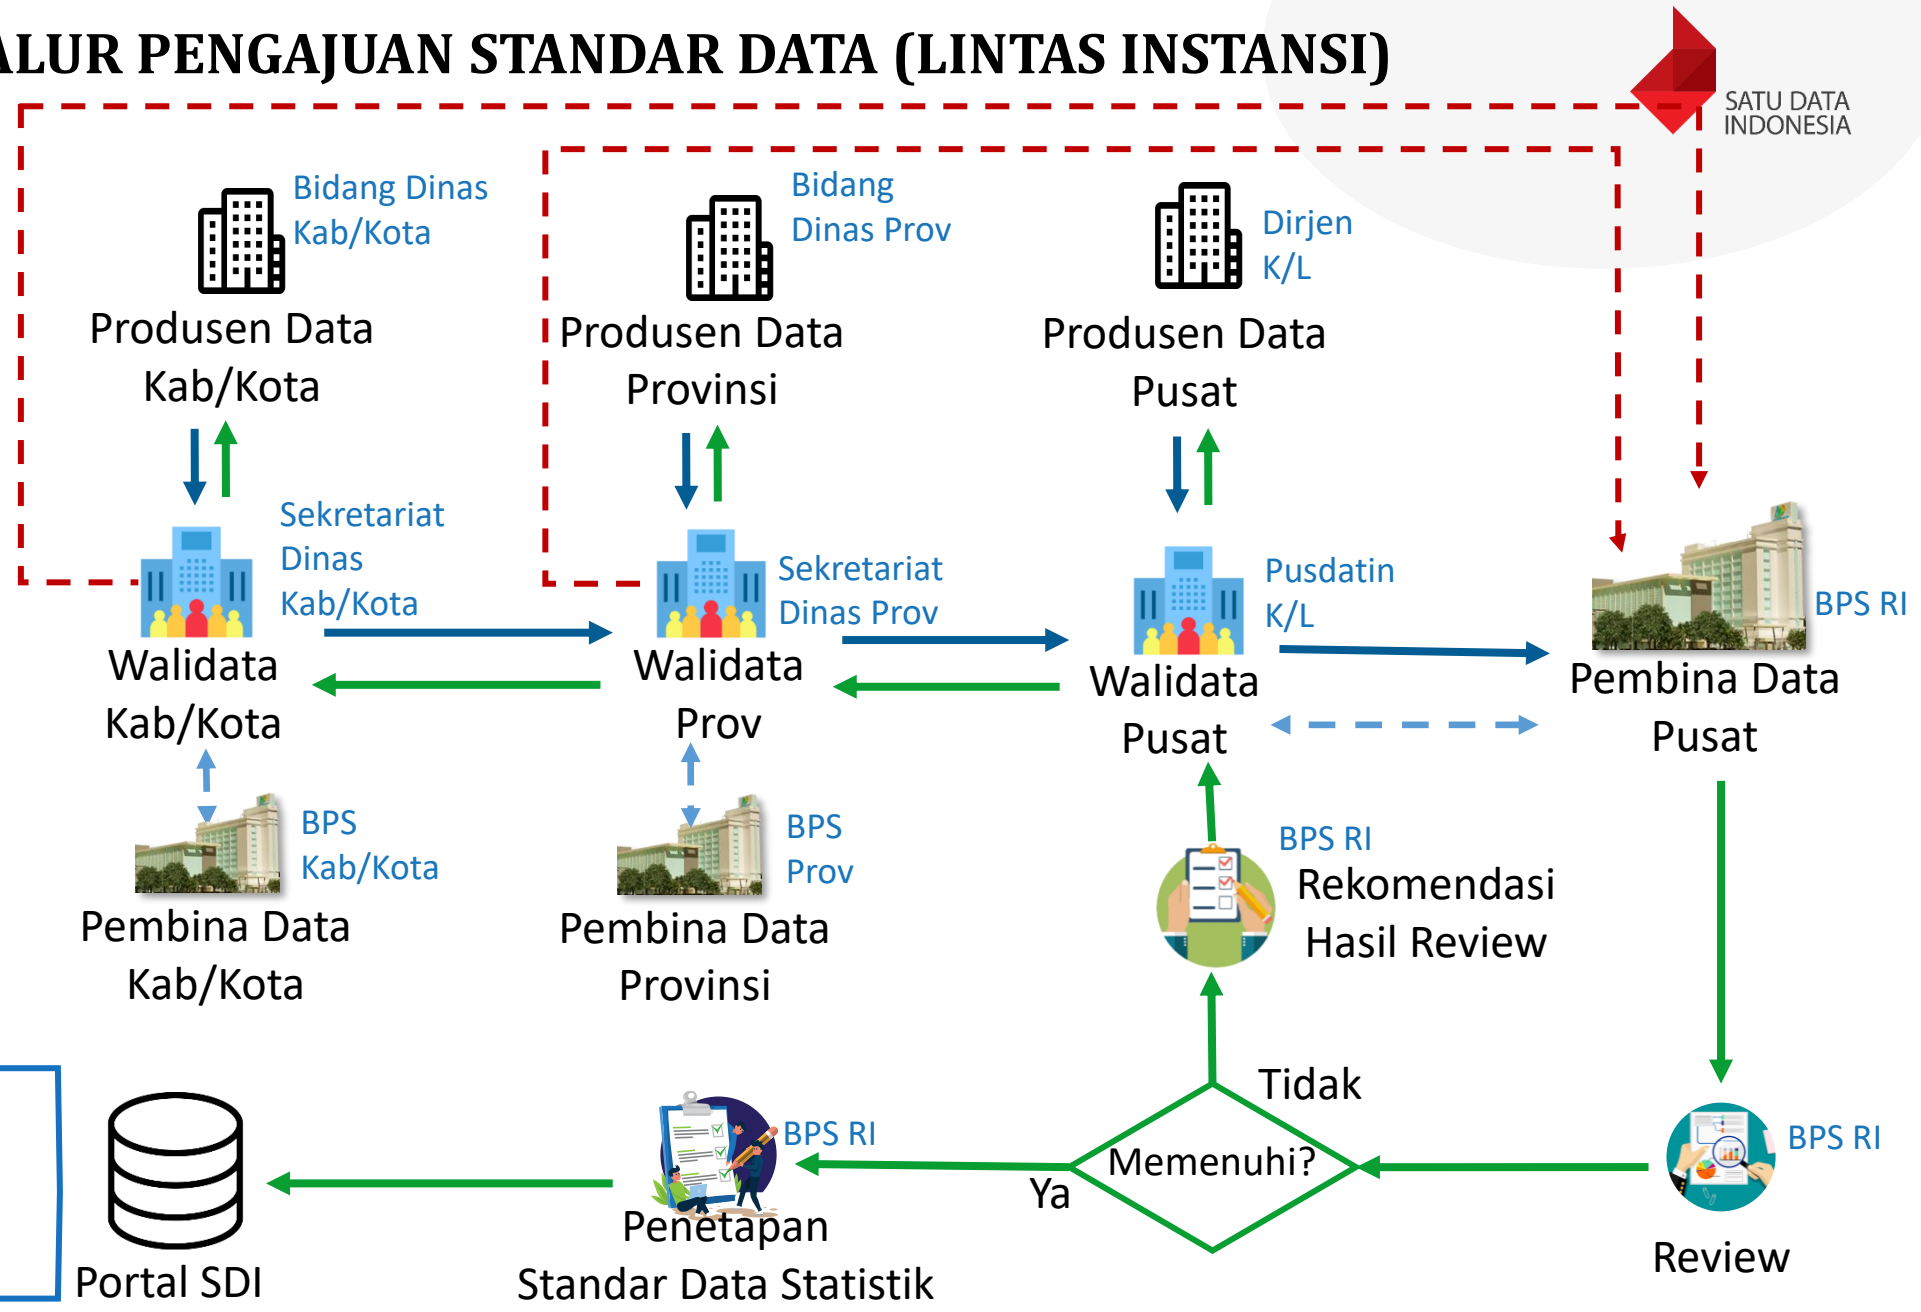 ALUR PENGAJUAN STANDAR DATA (LINTAS INSTANSI)
SATU DATA
INDONESIA
Bidang Dinas
Kab/Kota
Bidang
Dinas Prov
Dirjen
K/L
Produsen Data
Kab/Kota
Produsen Data
Provinsi
Produsen Data
Pusat
Sekretariat
Dinas
Kab/Kota
Sekretariat
Dinas Prov
Pusdatin
K/L
BPS RI
Walidata
Kab/Kota
Walidata
Prov
Walidata
Pusat
Pembina Data
Pusat
BPS
Kab/Kota
BPS
Prov
BPS RI
Rekomendasi
Hasil Review
Pembina Data
Kab/Kota
Pembina Data
Provinsi
Tidak
Memenuhi?
Ya
BPS RI
BPS RI
Review
Penetapan
Standar Data Statistik
Portal SDI